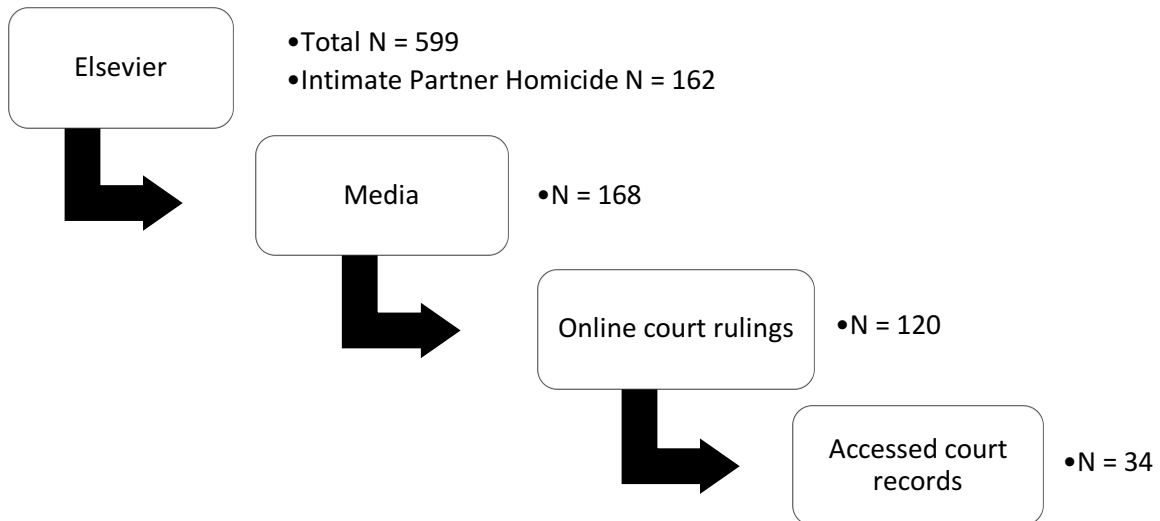 Elsevier
•Total N = 599
•Intimate Partner Homicide N = 162
Media
•N = 168
Online court rulings
•N = 120
Accessed court
records
•N = 34